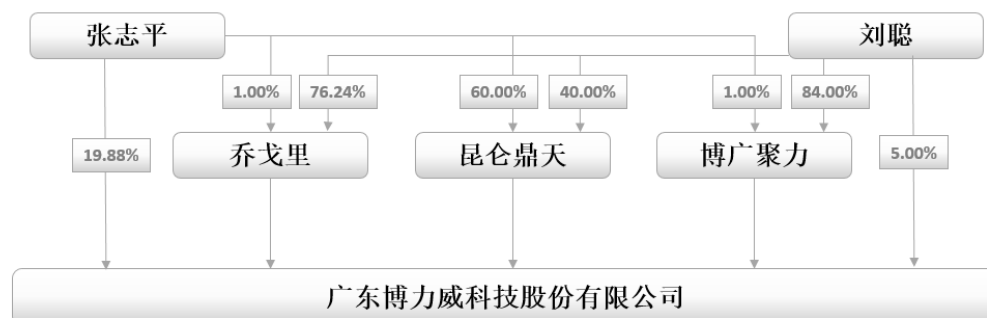 张志平
刘聪
1.00%
76.24%
60.00%
40.00%
1.00%
84.00%
19.88%
乔戈里
昆仑鼎天
博广聚力
5.00%
广东博力威科技股份有限公司